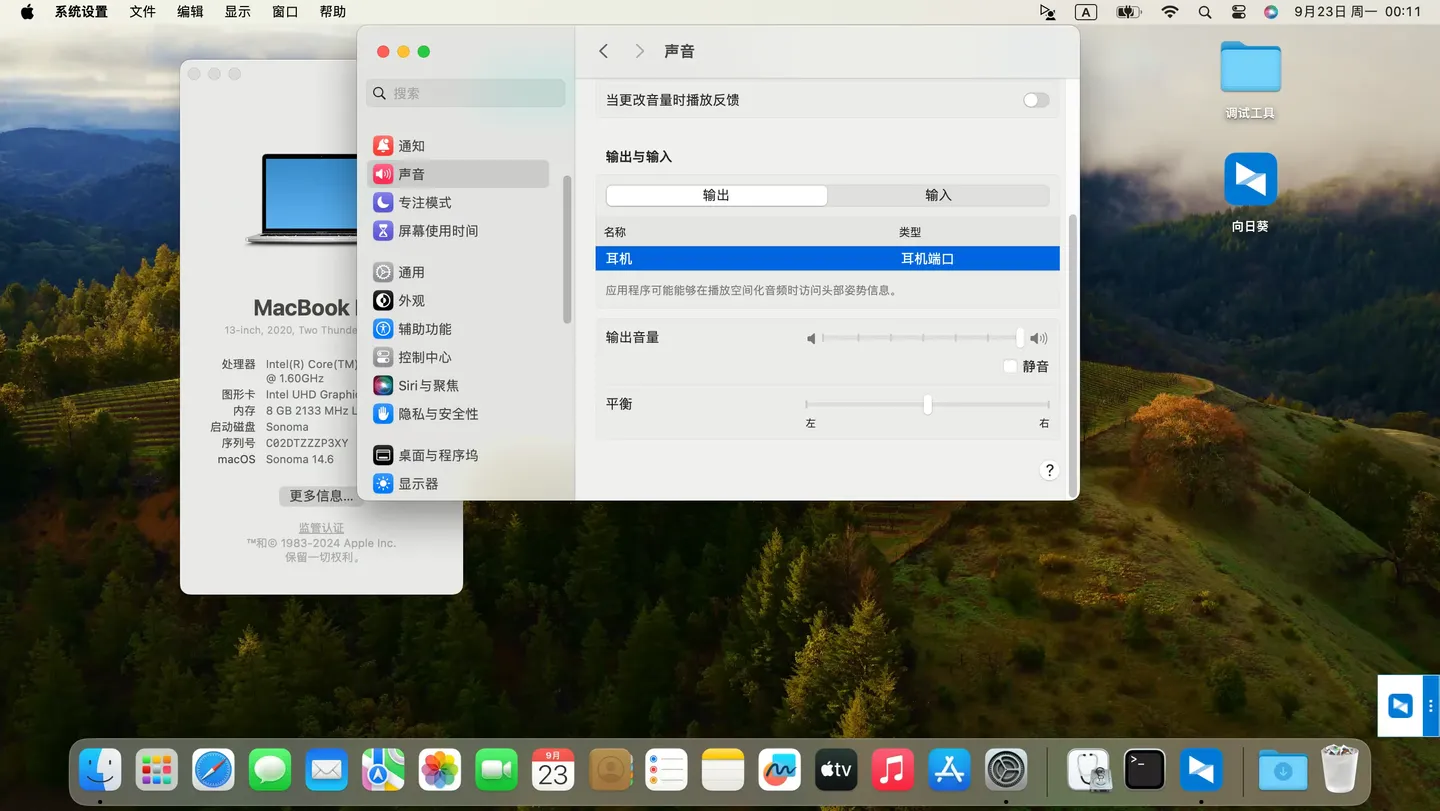 系统设置 文件 编辑 显示 窗口 帮助 A 9月23日 周一 00:11
声音
搜索
通知
声音
专注模式
屏幕使用时间
通用
外观
辅助功能
控制中心
Siri与聚焦
隐私与安全性
桌面与程序坞
显示器
当更改音量时播放反馈
输出与输入
输出 输入
名称 类型
耳机 耳机端口
应用程序可能能够在播放空间化音频时访问头部姿势信息。
输出音量
静音
平衡
左 右
?
MacBook
13-inch, 2020, Two Thunde
处理器 Intel(R) Core(TM)
@ 1.60GHz
图形卡 Intel UHD Graphi
内存 8 GB 2133 MHz L
启动磁盘 Sonoma
序列号 C02DTZZZP3XY
macOS Sonoma 14.6
更多信息...
监管认证
™和© 1983-2024 Apple Inc.
保留一切权利。
调试工具
向日葵
9月
23
tv
>_